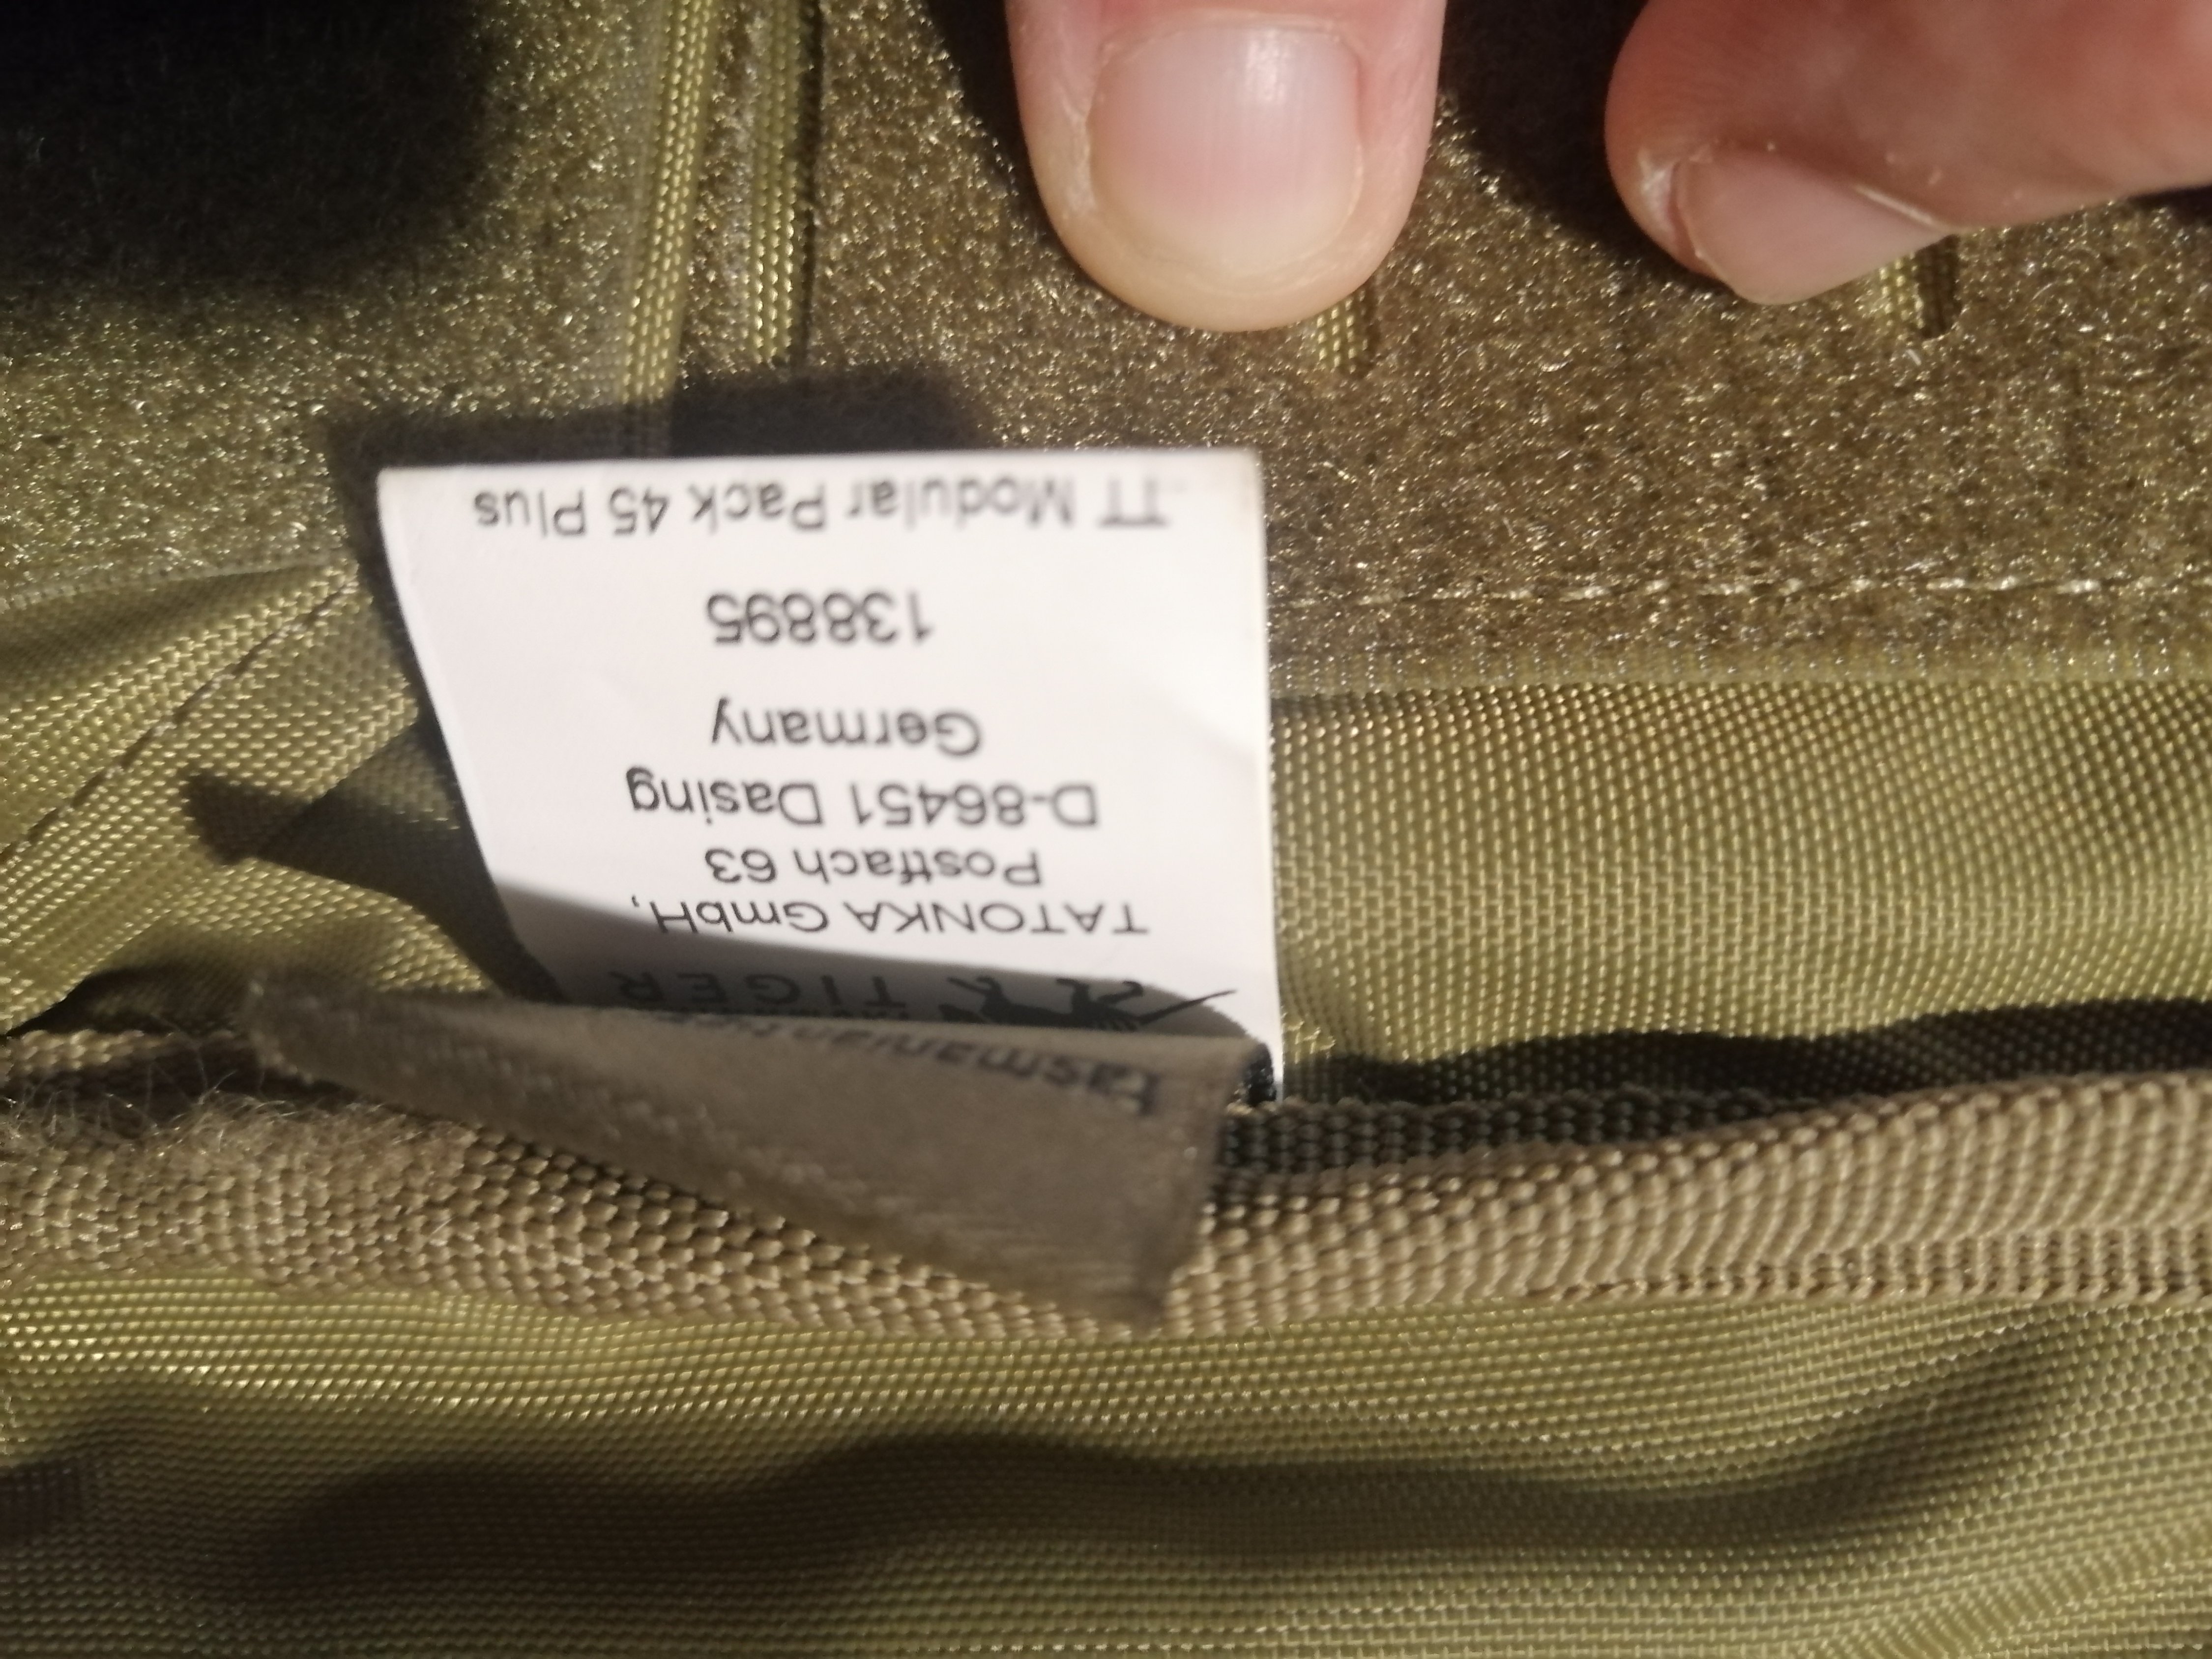 TIGER
TATONKA GmbH,
Postfach 63
D-86451 Dasing
Germany
138895
TT Modular Pack 45 Plus